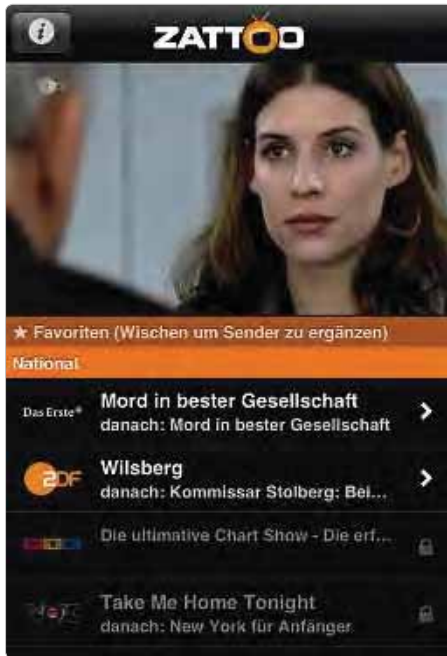 ZATTOO
★ Favoriten (Wischen um Sender zu ergänzen)
National
Das Erste®
Mord in bester Gesellschaft
danach: Mord in bester Gesellschaft
ZDF
Wilsberg
danach: Kommissar Stolberg: Bei...
Die ultimative Chart Show - Die erf...
Take Me Home Tonight
danach: New York für Anfänger